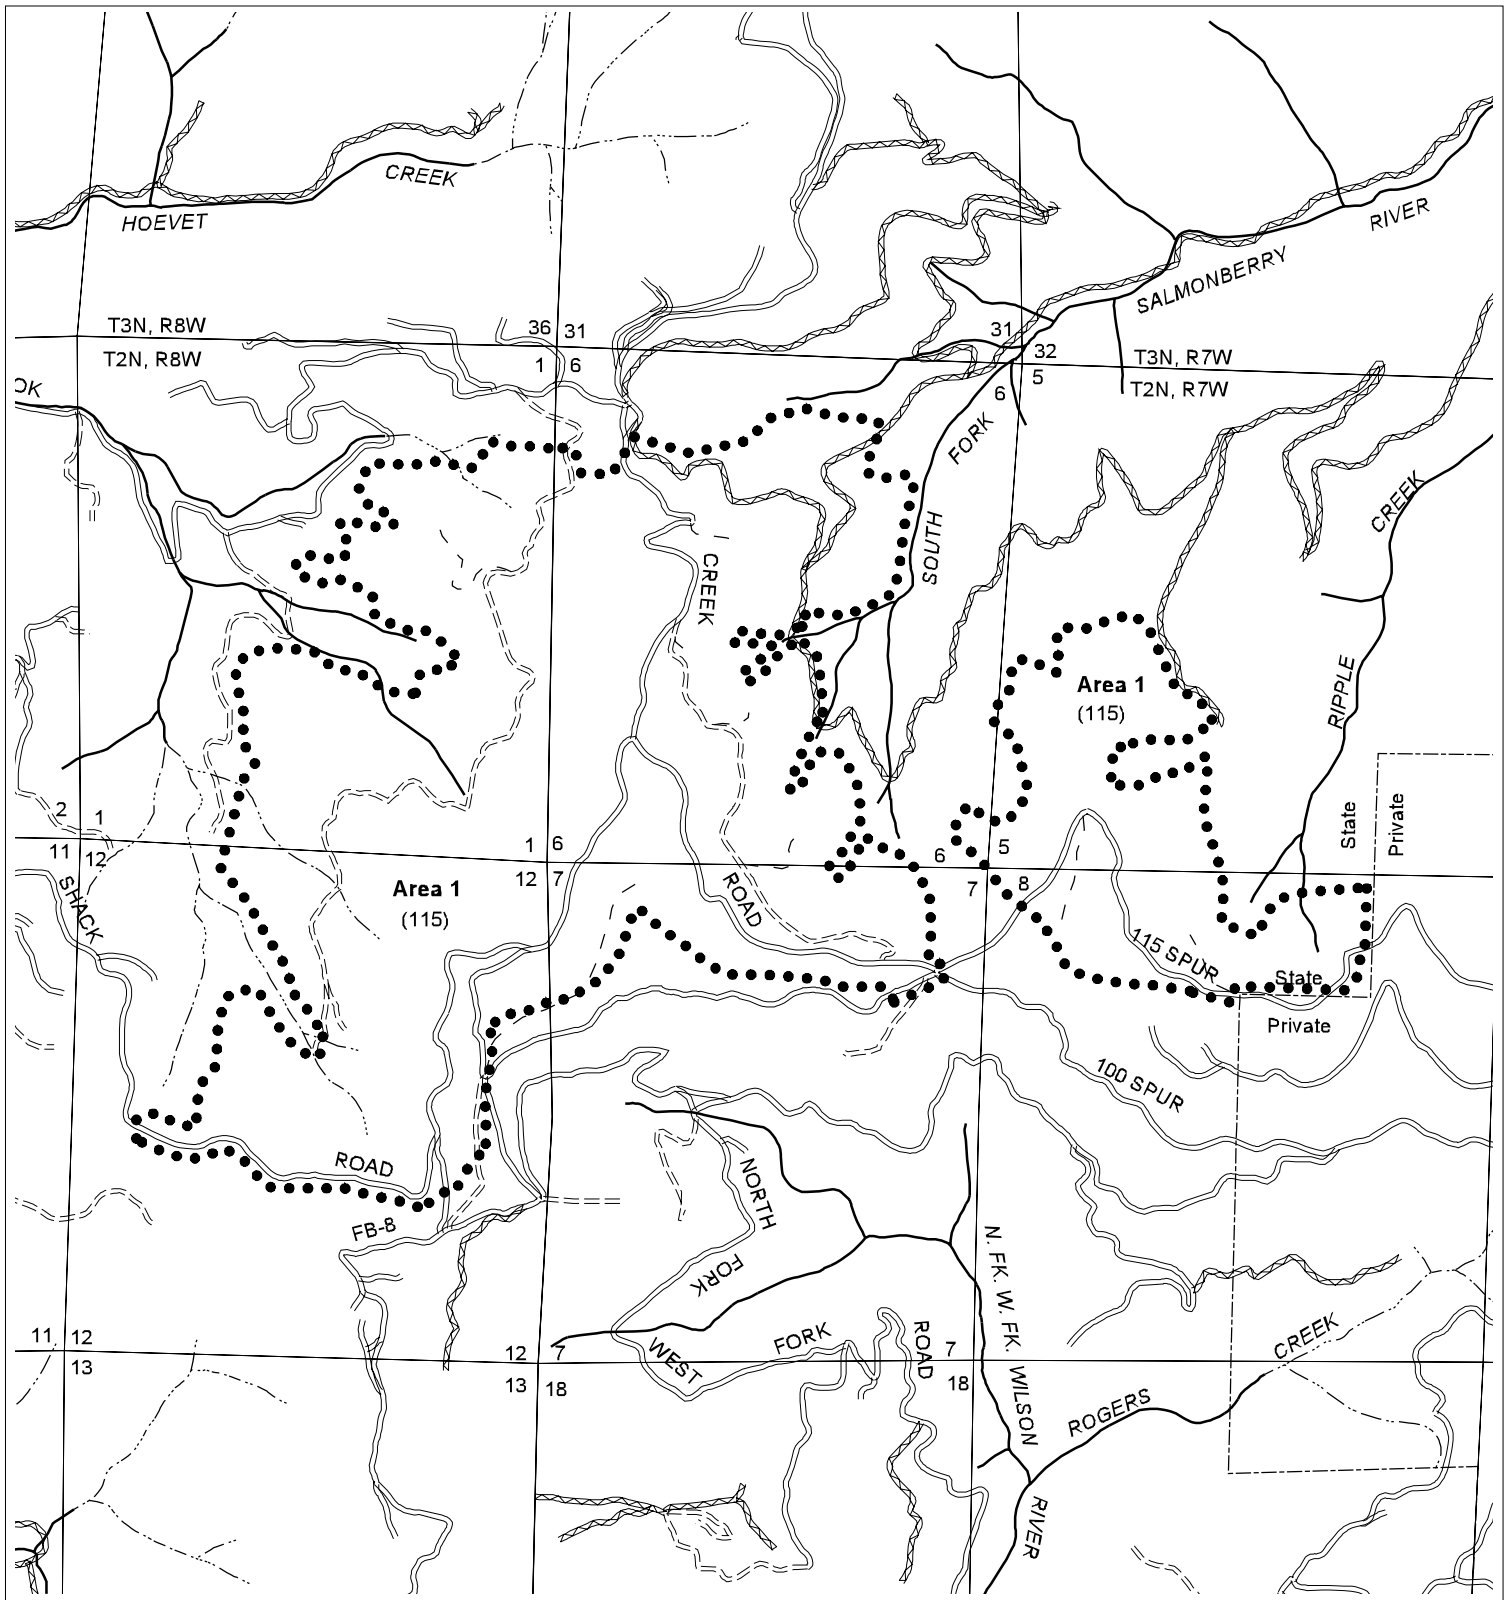 CREEK
HOEVET
RIVER
SALMONBERRY
T3N, R8W
36 31
31
32
T3N, R7W
T2N, R8W
1 6
5
T2N, R7W
6
OK
FORK
CREEK
SOUTH
CREEK
RIPPLE
Area 1
(115)
State
Private
2 1
11 12
1 6
12 7
6 5
7 8
Area 1
(115)
SHACK
ROAD
115 SPUR
State
Private
100 SPUR
ROAD
NORTH
FB-8
FORK
N. FK. W. FK. WILSON
RIVER
WEST
FORK
ROAD
CREEK
11 12
13
12 7
13 18
7
18
ROGERS